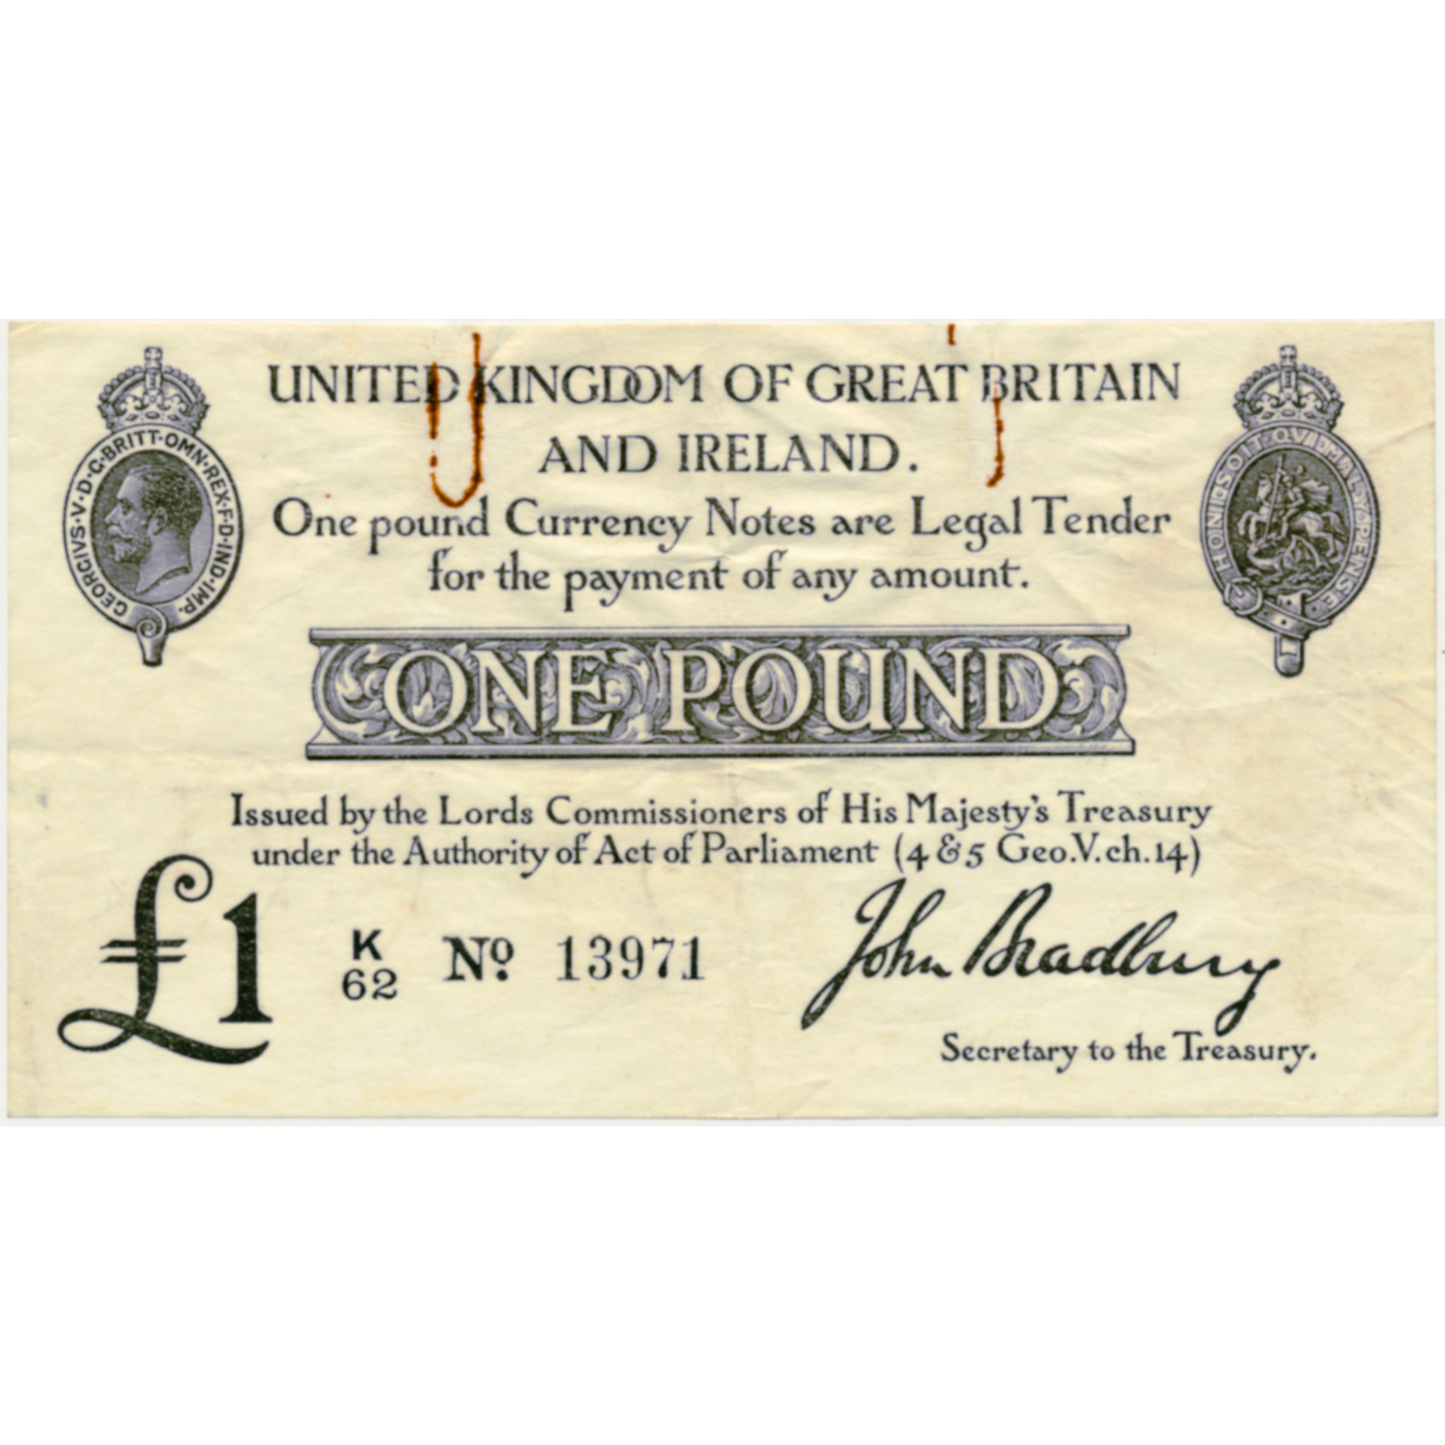 UNITED KINGDOM OF GREAT BRITAIN
AND IRELAND.
GEORGIVS·V·D·G·BRITT·OMN·REX·F·D·IND·IMP.
HONI·SOIT·QVI·MAL·Y·PENSE
One pound Currency Notes are Legal Tender
for the payment of any amount.
ONE POUND
Issued by the Lords Commissioners of His Majesty's Treasury
under the Authority of Act of Parliament (4 & 5 Geo.V. ch.14)
£1
K
62
Nº 13971
John Bradbury
Secretary to the Treasury.